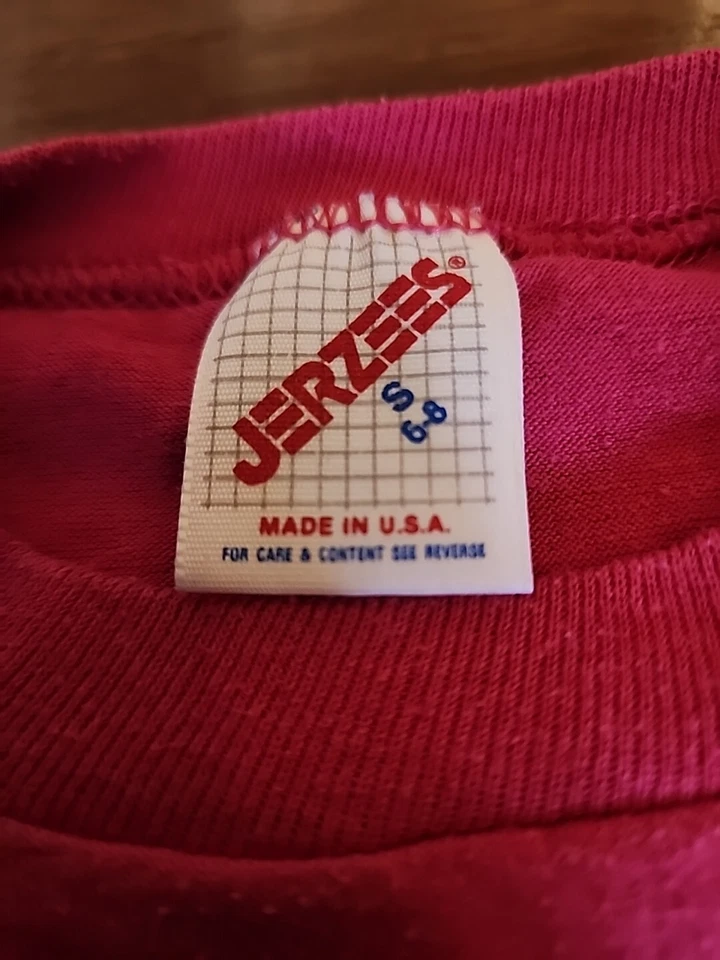 JERZEES®
S
6-8
MADE IN U.S.A.
FOR CARE & CONTENT SEE REVERSE